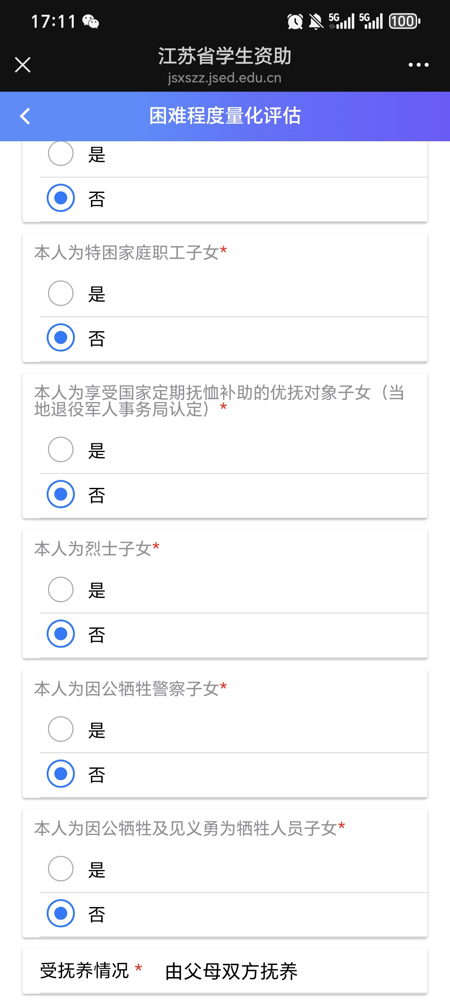 17:11
5G 5G 100
江苏省学生资助
jsxszz.jsed.edu.cn
困难程度量化评估
是
否
本人为特困家庭职工子女*
是
否
本人为享受国家定期抚恤补助的优抚对象子女（当
地退役军人事务局认定）*
是
否
本人为烈士子女*
是
否
本人为因公牺牲警察子女*
是
否
本人为因公牺牲及见义勇为牺牲人员子女*
是
否
受抚养情况 * 由父母双方抚养